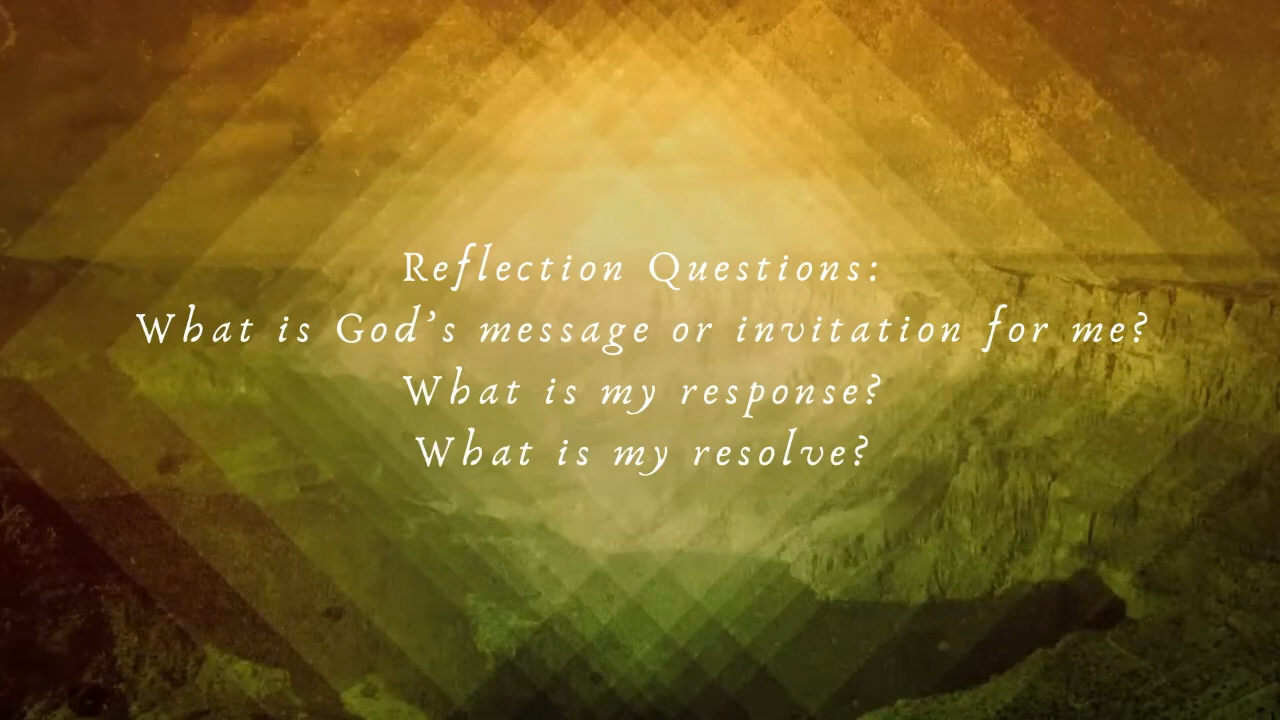 Reflection Questions:
What is God’s message or invitation for me?
What is my response?
What is my resolve?